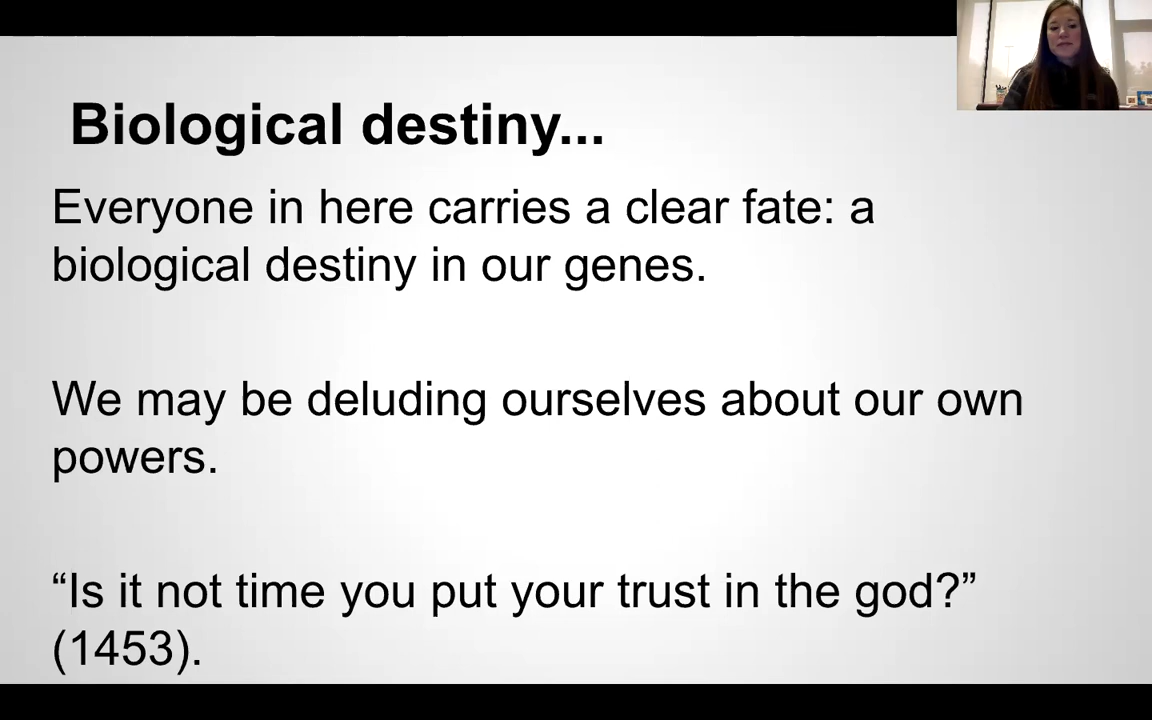 Biological destiny...
Everyone in here carries a clear fate: a
biological destiny in our genes.
We may be deluding ourselves about our own
powers.
“Is it not time you put your trust in the god?”
(1453).